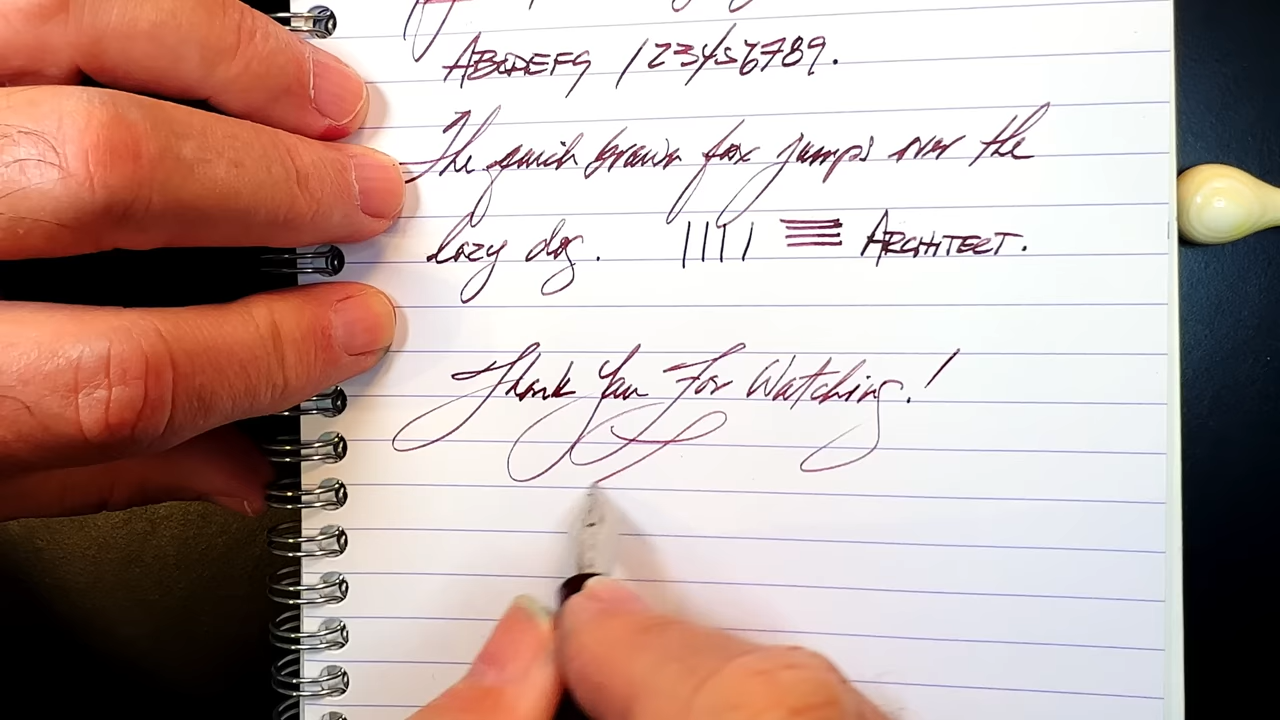 ABCDEFG 123456789.
The quick brown fox jumps over the
lazy dog. ARCHITECT.
Thank You For Watching!